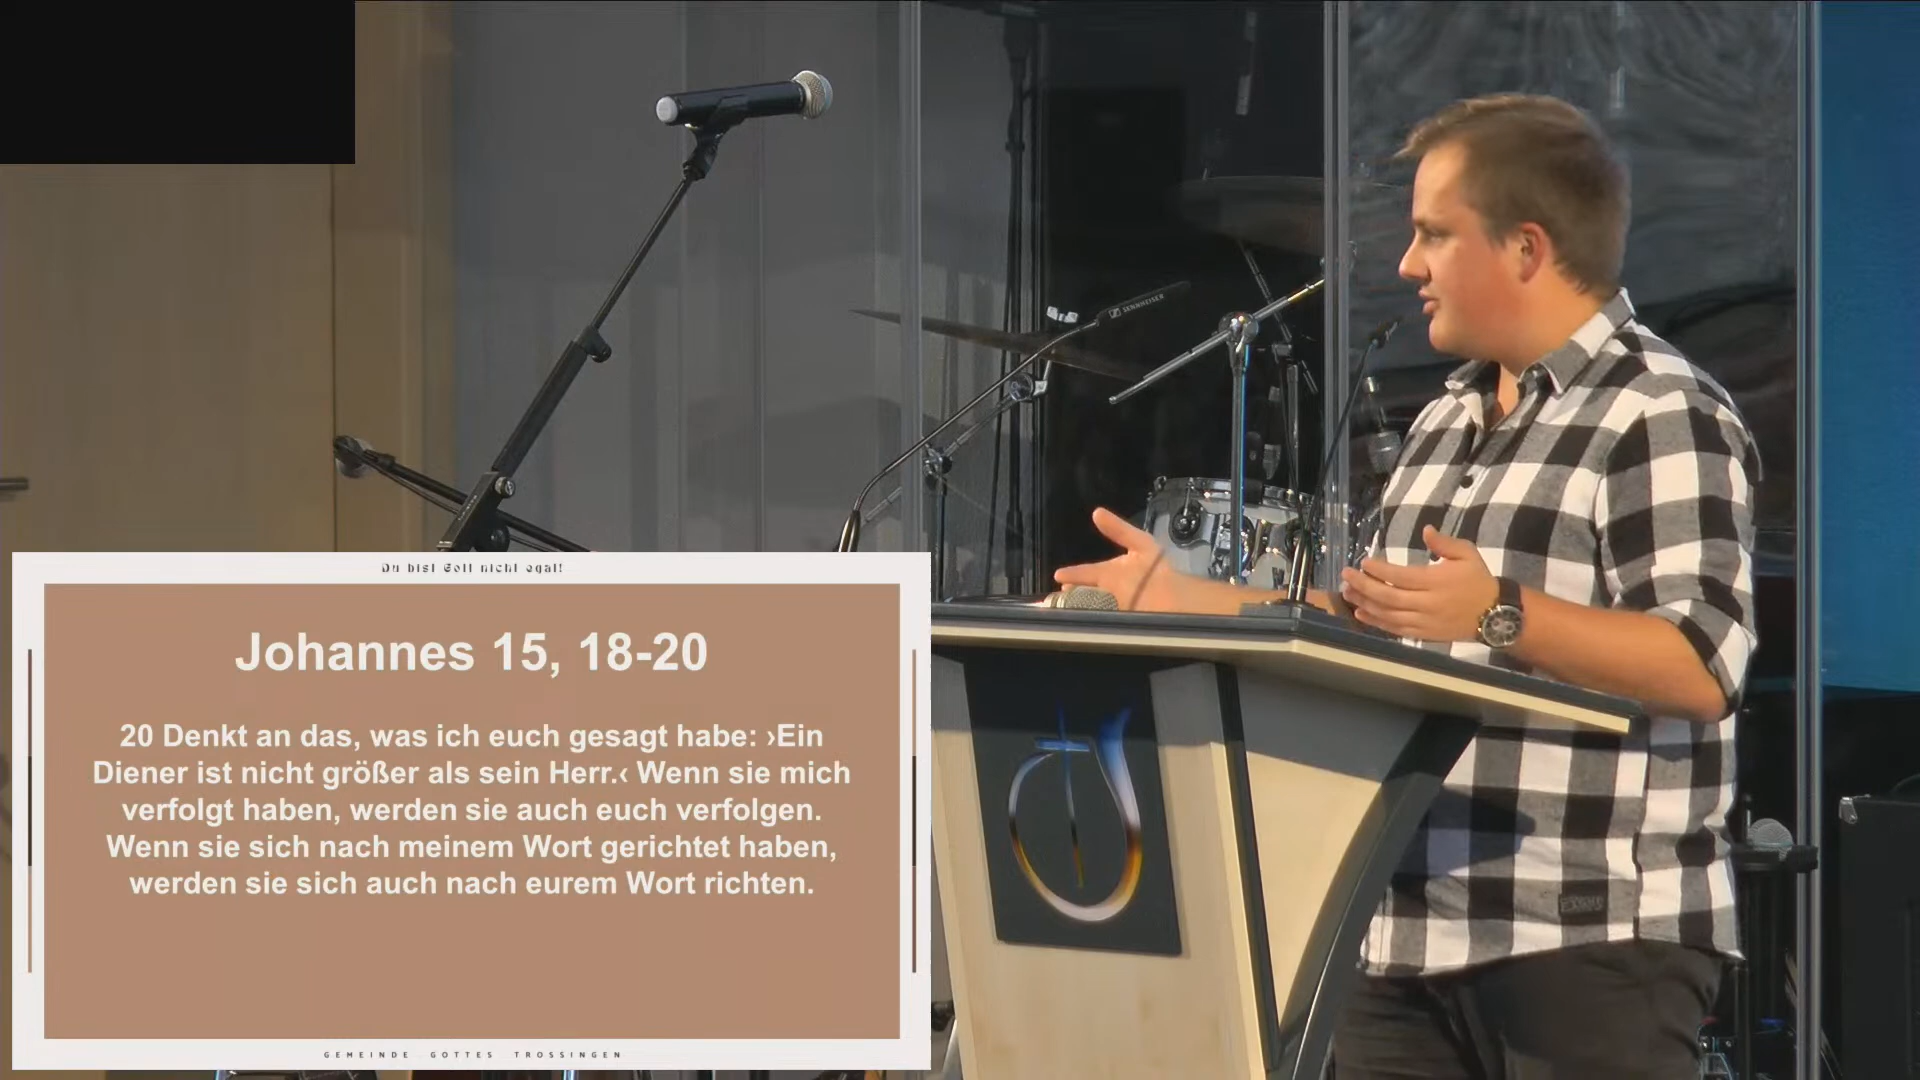 SENNHEISER
Du bist Gott nicht egal!
Johannes 15, 18-20
20 Denkt an das, was ich euch gesagt habe: ›Ein
Diener ist nicht größer als sein Herr.‹ Wenn sie mich
verfolgt haben, werden sie auch euch verfolgen.
Wenn sie sich nach meinem Wort gerichtet haben,
werden sie sich auch nach eurem Wort richten.
GEMEINDE GOTTES TROSSINGEN